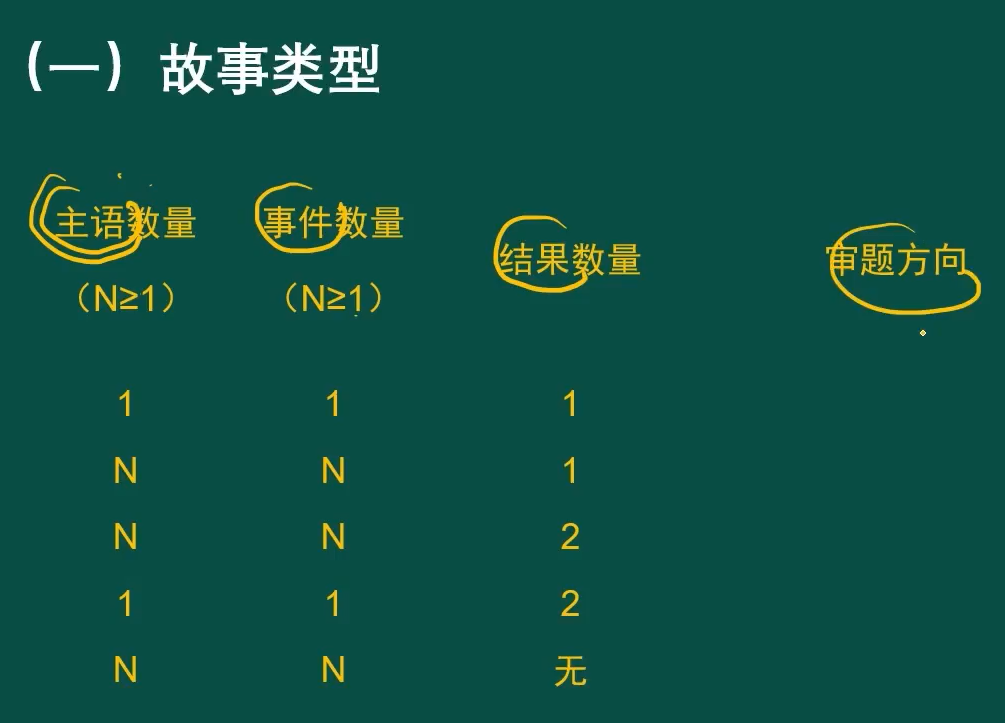 （一）故事类型
主语数量 事件数量 结果数量 审题方向
（N≥1） （N≥1）
1 1 1
N N 1
N N 2
1 1 2
N N 无